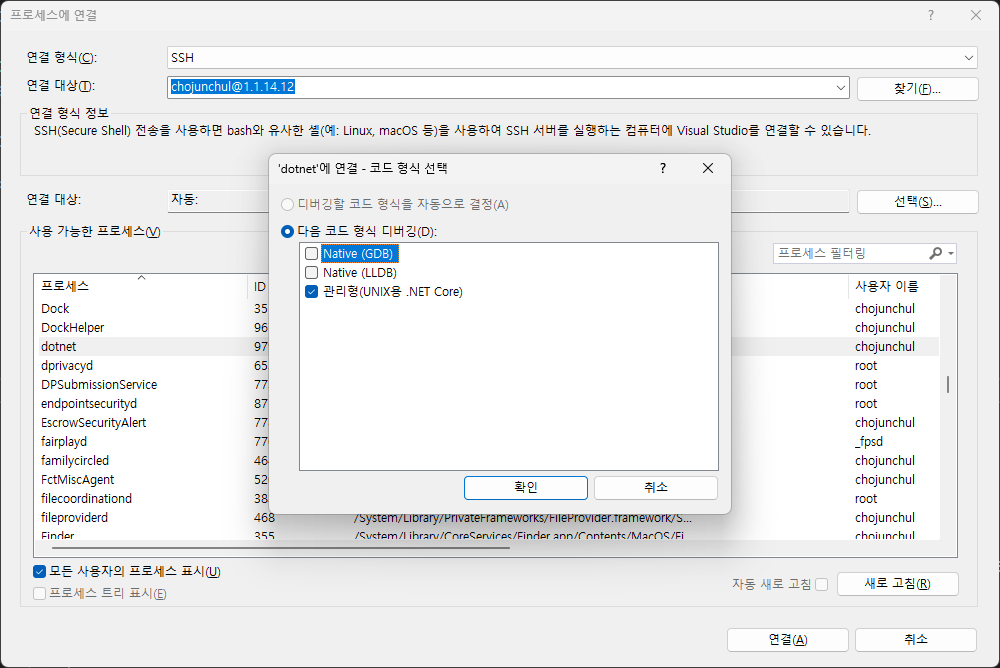 프로세스에 연결
연결 형식(C):
SSH
연결 대상(T):
chojunchul@1.1.14.12
찾기(F)...
연결 형식 정보
SSH(Secure Shell) 전송을 사용하면 bash와 유사한 셸(예: Linux, macOS 등)을 사용하여 SSH 서버를 실행하는 컴퓨터에 Visual Studio를 연결할 수 있습니다.
연결 대상:
자동:
선택(S)...
'dotnet'에 연결 - 코드 형식 선택
디버깅할 코드 형식을 자동으로 결정(A)
다음 코드 형식 디버깅(D):
Native (GDB)
Native (LLDB)
관리형(UNIX용 .NET Core)
확인
취소
사용 가능한 프로세스(V)
프로세스 필터링
프로세스 ID 사용자 이름
Dock 35 chojunchul
DockHelper 96 chojunchul
dotnet 97 chojunchul
dprivacyd 65 root
DPSubmissionService 77 root
endpointsecurityd 87 root
EscrowSecurityAlert 77 chojunchul
fairplayd 77 _fpsd
familycircled 46 chojunchul
FctMiscAgent 52 chojunchul
filecoordinationd 38 root
fileproviderd 468 /System/Library/PrivateFrameworks/FileProvider.framework/S... chojunchul
Finder 355 /System/Library/CoreServices/Finder.app/Contents/MacOS/Fi... chojunchul
모든 사용자의 프로세스 표시(U)
프로세스 트리 표시(E)
자동 새로 고침
새로 고침(R)
연결(A)
취소